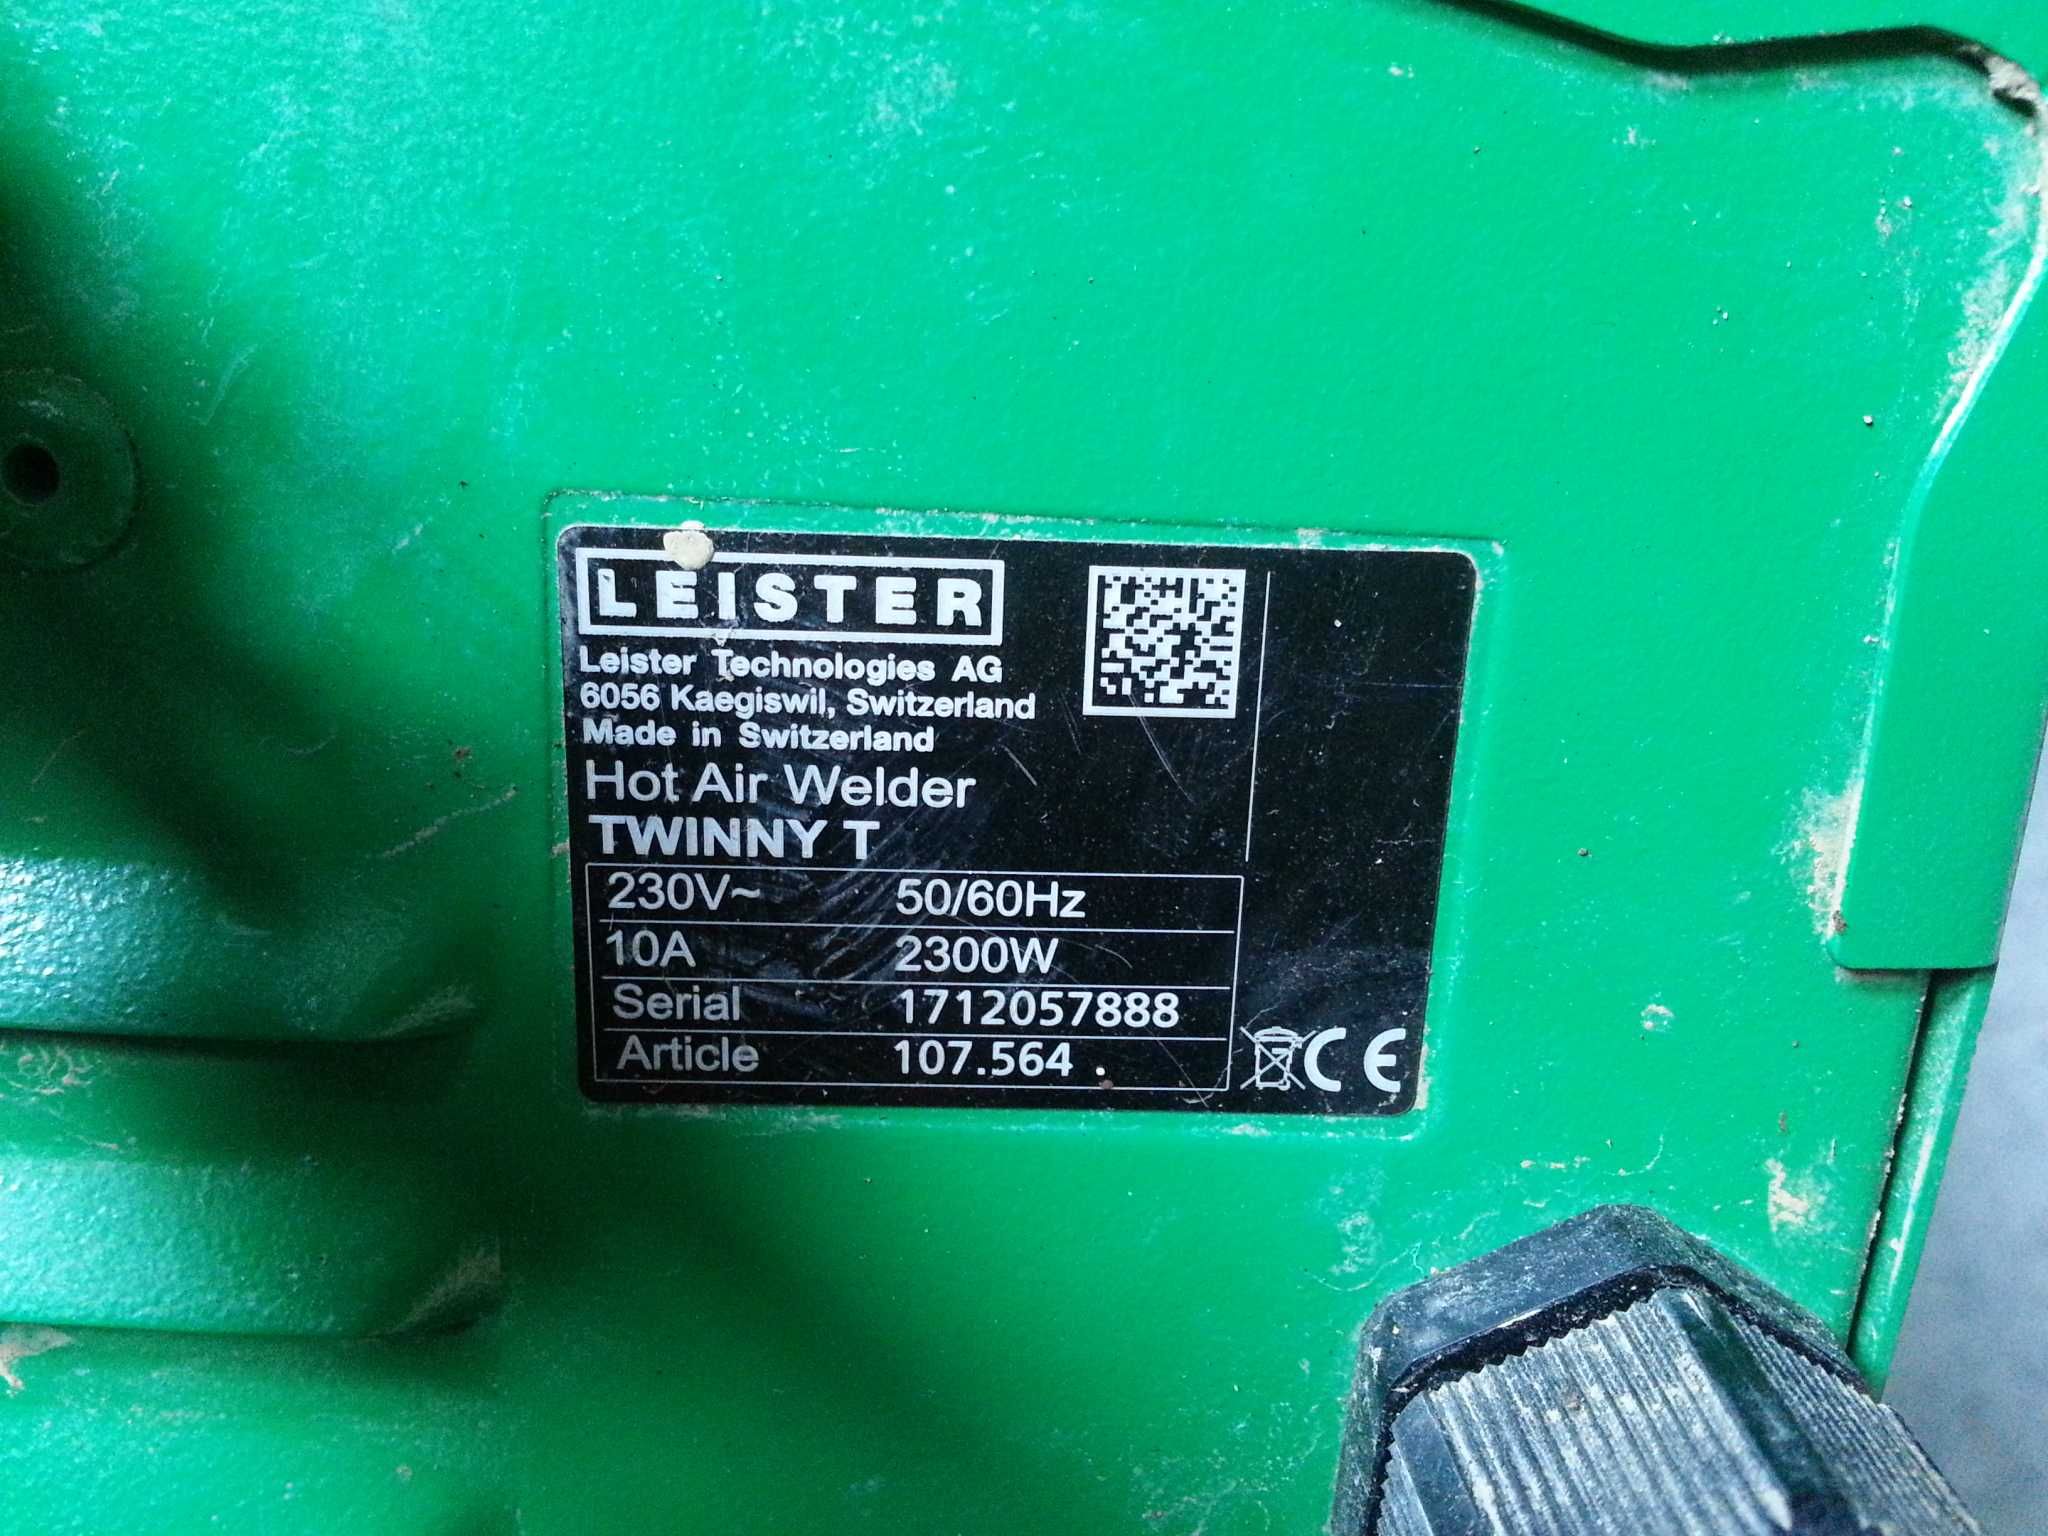 LEISTER
Leister Technologies AG
6056 Kaegiswil, Switzerland
Made in Switzerland
Hot Air Welder
TWINNY T
230V~ 50/60Hz
10A 2300W
Serial 1712057888
Article 107.564
CE